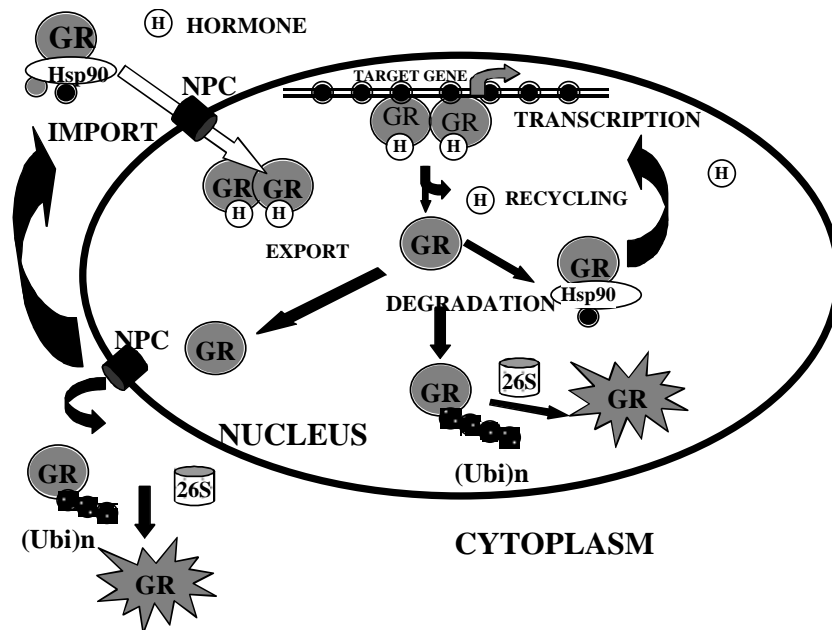 GR
Hsp90
H HORMONE
NPC
IMPORT
TARGET GENE
GR GR
H H
TRANSCRIPTION
GR GR
H H
H RECYCLING
H
EXPORT
GR
GR
Hsp90
DEGRADATION
NPC
GR
GR
26S
GR
(Ubi)n
NUCLEUS
GR
26S
(Ubi)n
GR
CYTOPLASM